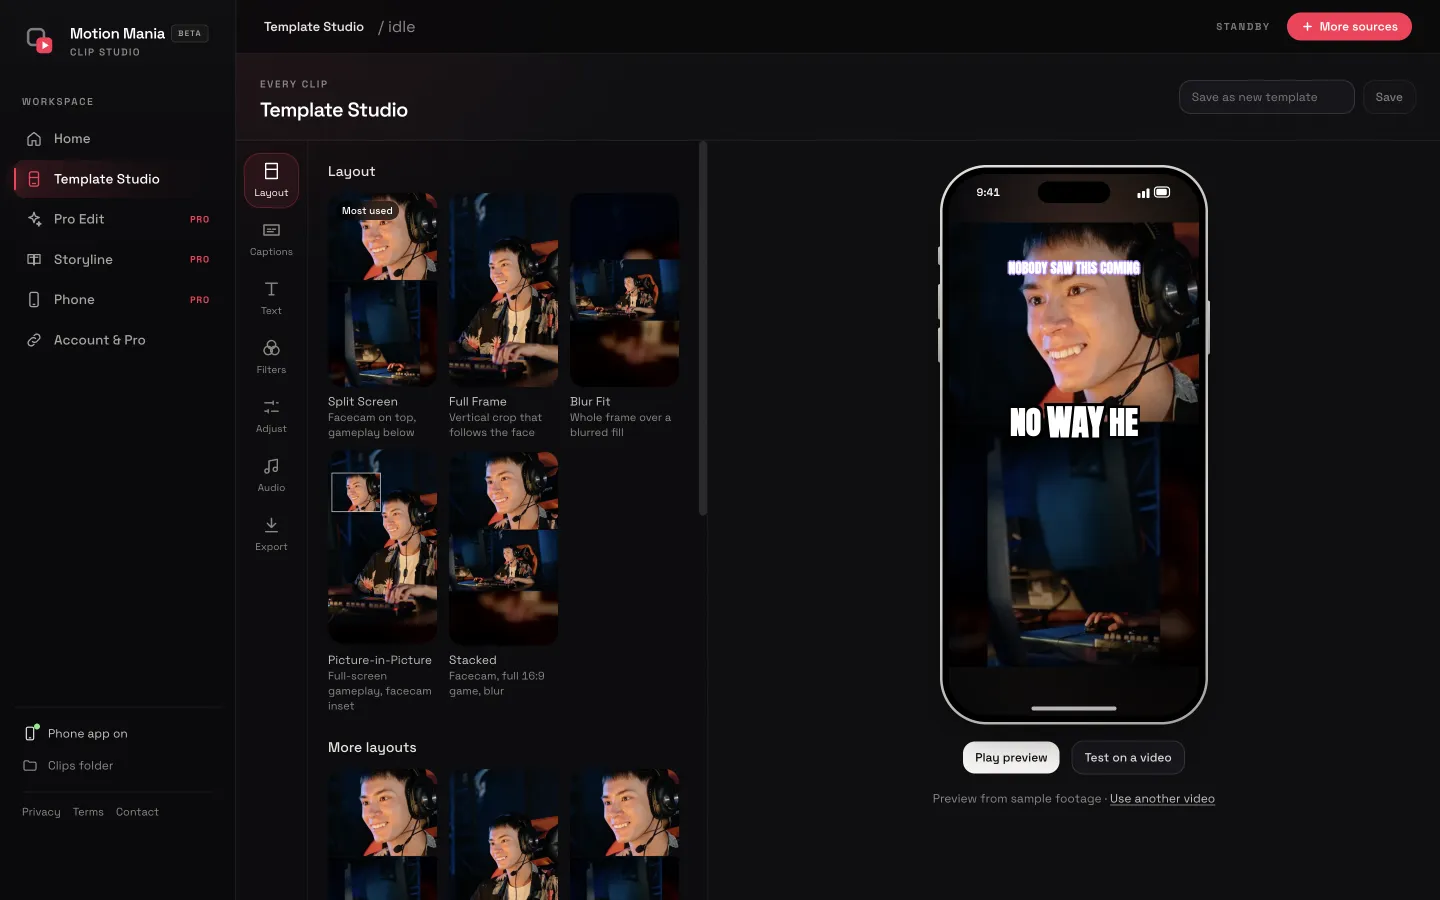 Motion Mania BETA
CLIP STUDIO
WORKSPACE
Home
Template Studio
Pro Edit PRO
Storyline PRO
Phone PRO
Account & Pro
Phone app on
Clips folder
Privacy Terms Contact
Template Studio / idle
STANDBY
+ More sources
EVERY CLIP
Template Studio
Save as new template
Save
Layout
Captions
Text
Filters
Adjust
Audio
Export
Layout
Most used
Split Screen
Facecam on top,
gameplay below
Full Frame
Vertical crop that
follows the face
Blur Fit
Whole frame over a
blurred fill
Picture-in-Picture
Full-screen
gameplay, facecam
inset
Stacked
Facecam, full 16:9
game, blur
More layouts
9:41
NOBODY SAW THIS COMING
NO WAY HE
Play preview
Test on a video
Preview from sample footage · Use another video